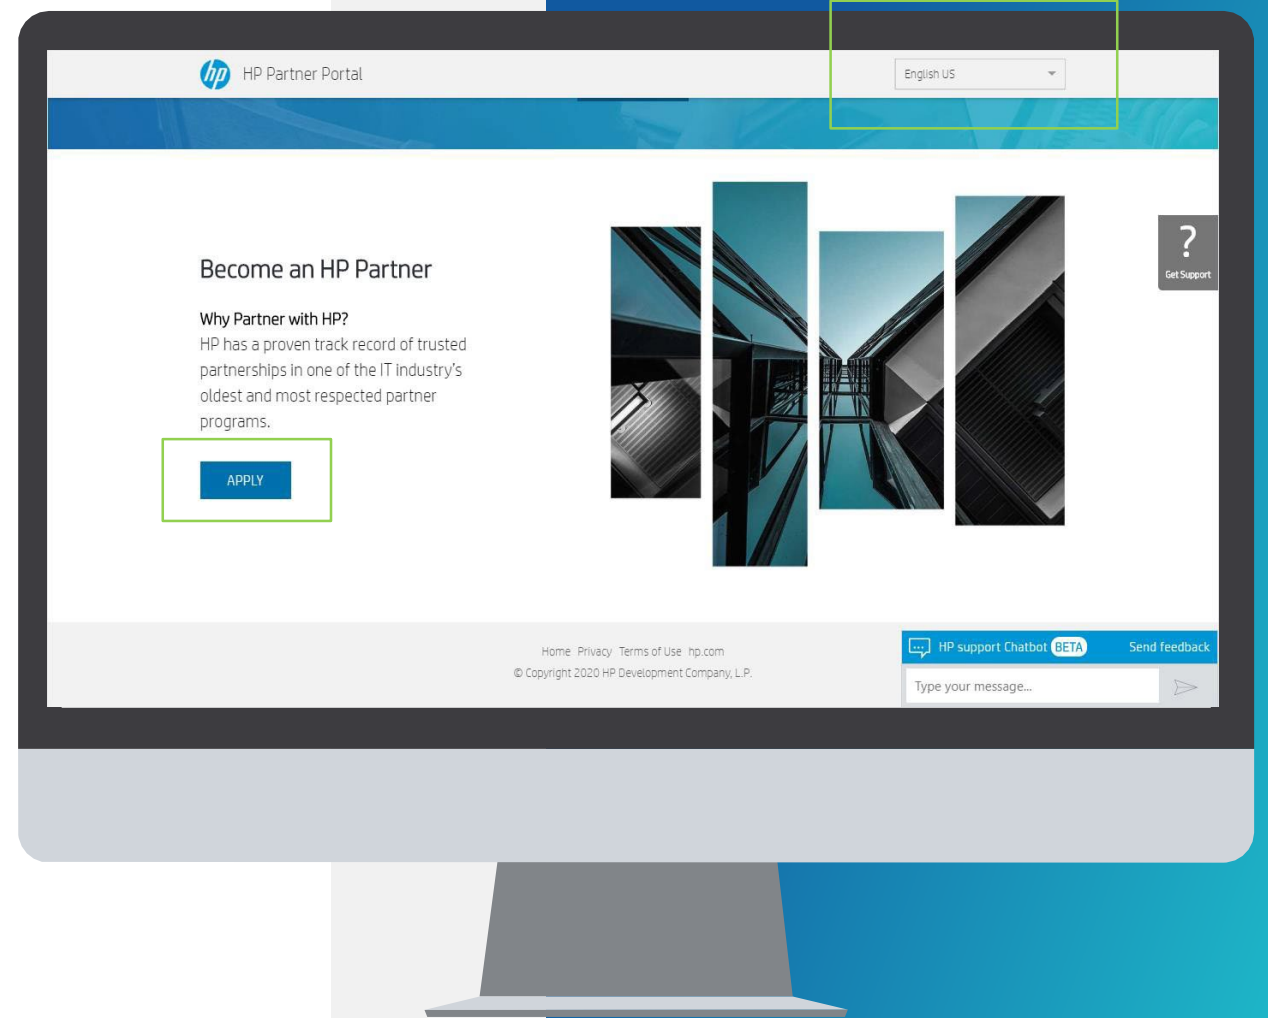 hp HP Partner Portal
English US
Become an HP Partner
Why Partner with HP?
HP has a proven track record of trusted
partnerships in one of the IT industry's
oldest and most respected partner
programs.
APPLY
?
Get Support
Home Privacy Terms of Use hp.com
© Copyright 2020 HP Development Company, L.P.
HP support Chatbot BETA Send feedback
Type your message...